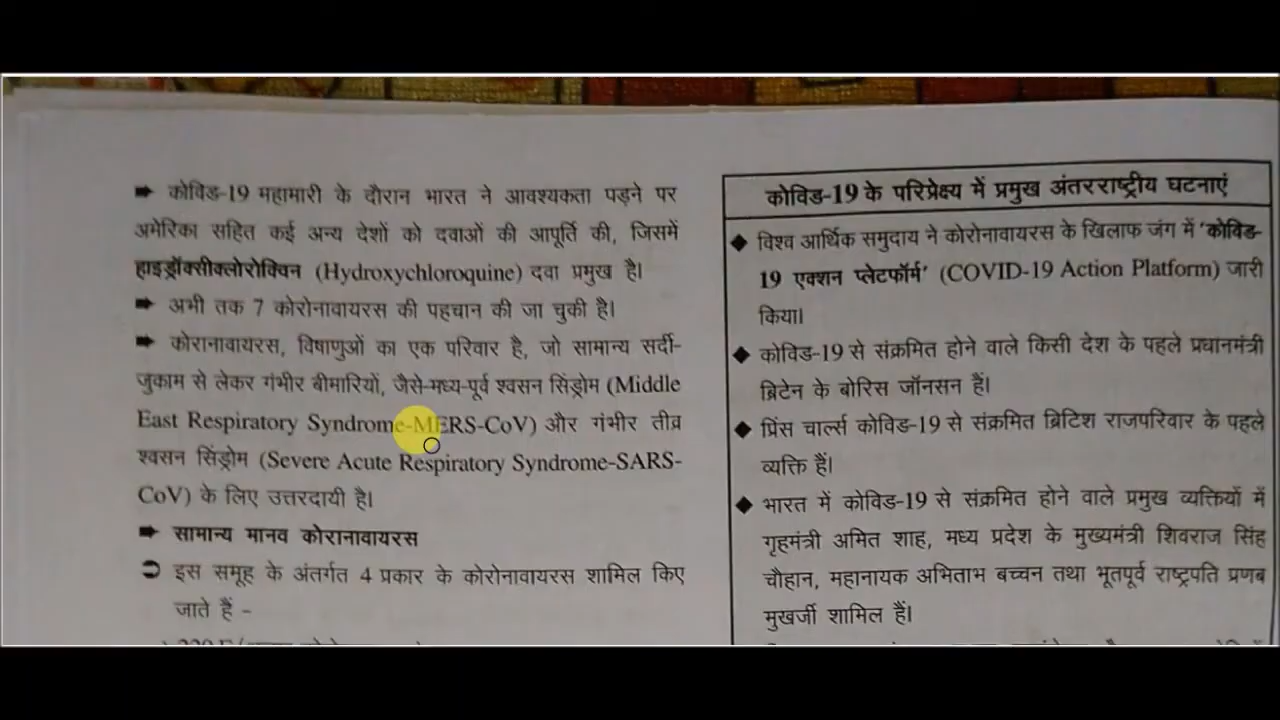 ➨ कोविड-19 महामारी के दौरान भारत ने आवश्यकता पड़ने पर
अमेरिका सहित कई अन्य देशों को दवाओं की आपूर्ति की, जिसमें
हाइड्रॉक्सीक्लोरोक्विन (Hydroxychloroquine) दवा प्रमुख है।
➨ अभी तक 7 कोरोनावायरस की पहचान की जा चुकी है।
➨ कोरानावायरस, विषाणुओं का एक परिवार है, जो सामान्य सर्दी-
जुकाम से लेकर गंभीर बीमारियों, जैसे-मध्य-पूर्व श्वसन सिंड्रोम (Middle
East Respiratory Syndrome-MERS-CoV) और गंभीर तीव्र
श्वसन सिंड्रोम (Severe Acute Respiratory Syndrome-SARS-
CoV) के लिए उत्तरदायी है।
➨ सामान्य मानव कोरानावायरस
➲ इस समूह के अंतर्गत 4 प्रकार के कोरोनावायरस शामिल किए
जाते हैं -
कोविड-19 के परिप्रेक्ष्य में प्रमुख अंतरराष्ट्रीय घटनाएं
◆ विश्व आर्थिक समुदाय ने कोरोनावायरस के खिलाफ जंग में 'कोविड-
19 एक्शन प्लेटफॉर्म' (COVID-19 Action Platform) जारी
किया।
◆ कोविड-19 से संक्रमित होने वाले किसी देश के पहले प्रधानमंत्री
ब्रिटेन के बोरिस जॉनसन हैं।
◆ प्रिंस चार्ल्स कोविड-19 से संक्रमित ब्रिटिश राजपरिवार के पहले
व्यक्ति हैं।
◆ भारत में कोविड-19 से संक्रमित होने वाले प्रमुख व्यक्तियों में
गृहमंत्री अमित शाह, मध्य प्रदेश के मुख्यमंत्री शिवराज सिंह
चौहान, महानायक अभिताभ बच्चन तथा भूतपूर्व राष्ट्रपति प्रणब
मुखर्जी शामिल हैं।